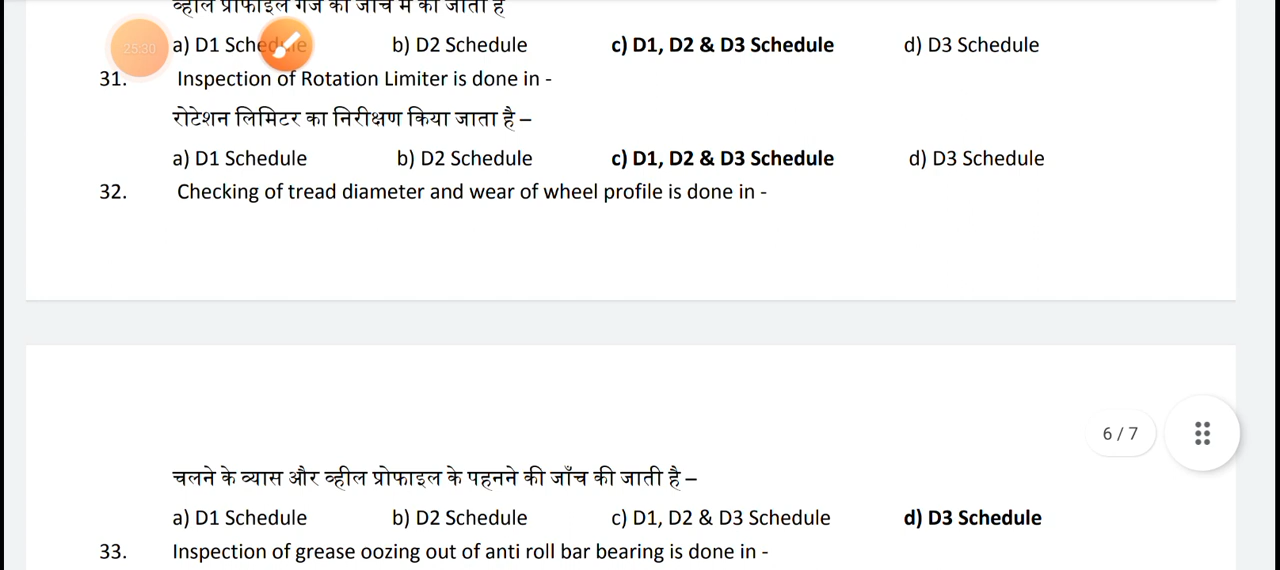 व्हील प्रोफाइल गेज की जाँच में की जाती है
25:30
a) D1 Schedule b) D2 Schedule c) D1, D2 & D3 Schedule d) D3 Schedule
31. Inspection of Rotation Limiter is done in -
रोटेशन लिमिटर का निरीक्षण किया जाता है –
a) D1 Schedule b) D2 Schedule c) D1, D2 & D3 Schedule d) D3 Schedule
32. Checking of tread diameter and wear of wheel profile is done in -
6 / 7
चलने के व्यास और व्हील प्रोफाइल के पहनने की जाँच की जाती है –
a) D1 Schedule b) D2 Schedule c) D1, D2 & D3 Schedule d) D3 Schedule
33. Inspection of grease oozing out of anti roll bar bearing is done in -